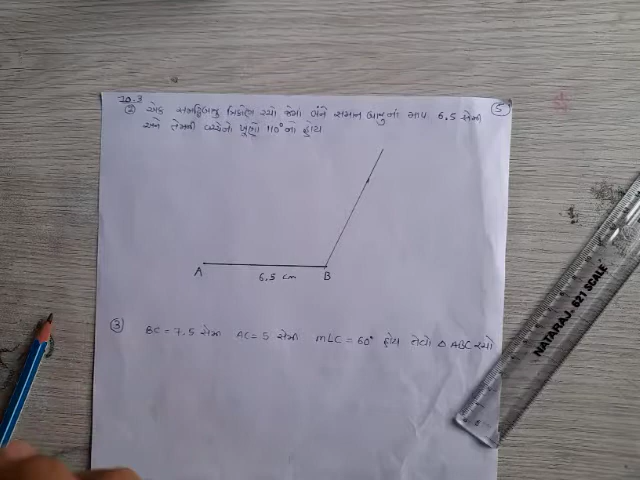 10.3
② એક સમદ્વિબાજુ ત્રિકોણ રચો જેમાં બંને સમાન બાજુનાં માપ 6.5 સેમી ⑤
અને તેમની વચ્ચેનો ખૂણો 110° નો હોય
A 6.5 cm B
③ BC = 7.5 સેમી AC = 5 સેમી m∠C = 60° હોય તેવો △ ABC રચો
NATARAJ. 621 SCALE